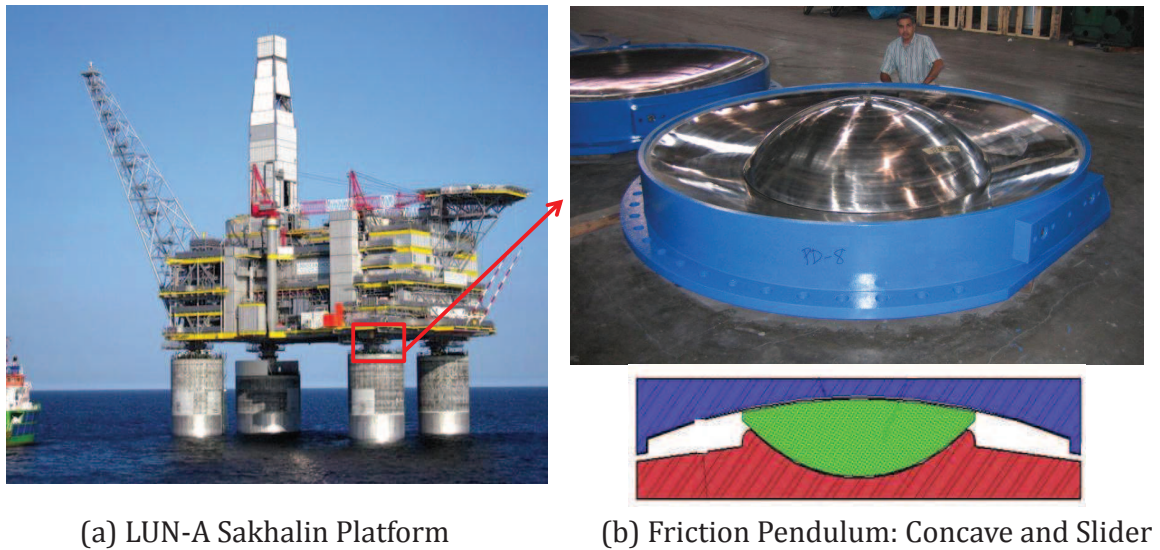 PD-8
(a) LUN-A Sakhalin Platform
(b) Friction Pendulum: Concave and Slider